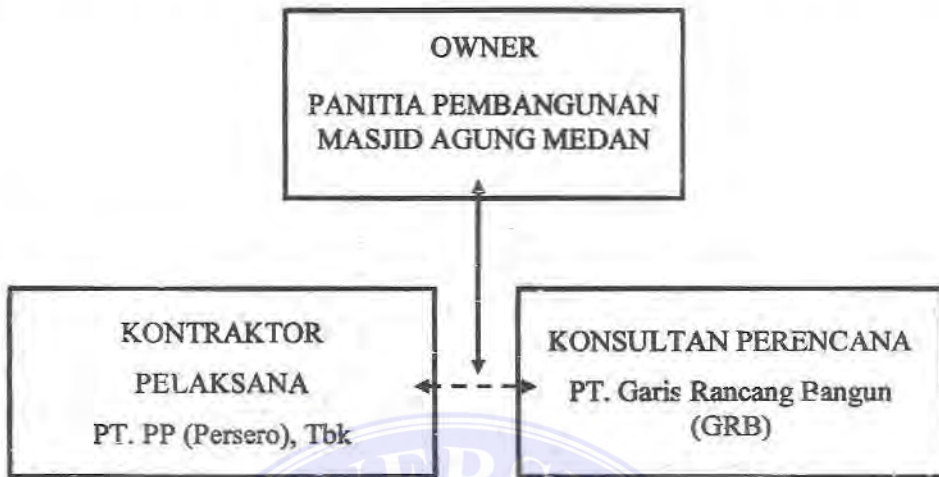 OWNER
PANITIA PEMBANGUNAN
MASJID AGUNG MEDAN
KONTRAKTOR
PELAKSANA
PT. PP (Persero), Tbk
KONSULTAN PERENCANA
PT. Garis Rancang Bangun
(GRB)